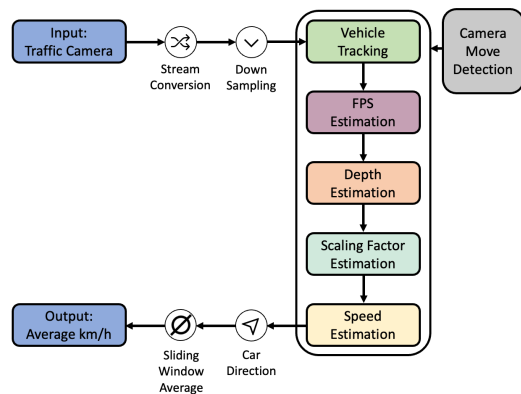 Input:
Traffic Camera
Stream
Conversion
Down
Sampling
Vehicle
Tracking
Camera
Move
Detection
FPS
Estimation
Depth
Estimation
Scaling Factor
Estimation
Speed
Estimation
Car
Direction
Sliding
Window
Average
Output:
Average km/h